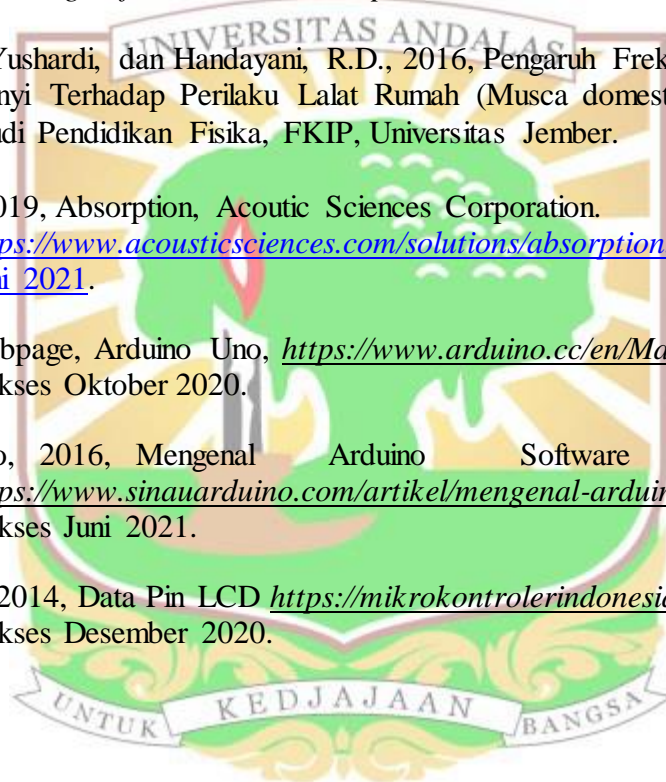 UNIVERSITAS ANDALAS
Yushardi, dan Handayani, R.D., 2016, Pengaruh Frek
nyi Terhadap Perilaku Lalat Rumah (Musca domest
udi Pendidikan Fisika, FKIP, Universitas Jember.
019, Absorption, Acoutic Sciences Corporation.
ps://www.acousticsciences.com/solutions/absorption
ni 2021.
bpage, Arduino Uno, https://www.arduino.cc/en/Ma
kses Oktober 2020.
o, 2016, Mengenal Arduino Software
ps://www.sinauarduino.com/artikel/mengenal-arduin
kses Juni 2021.
2014, Data Pin LCD https://mikrokontrolerindonesia
kses Desember 2020.
UNTUK KEDJAJAAN BANGSA